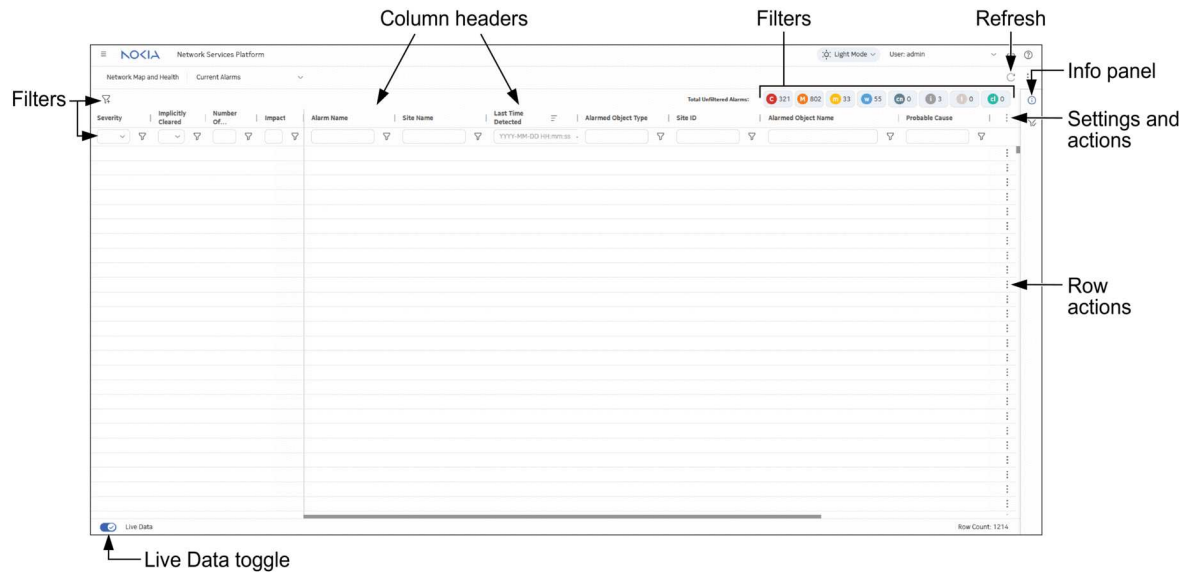 Column headers
Filters
Refresh
NOKIA Network Services Platform
Light Mode
User: admin
Network Map and Health
Current Alarms
Info panel
Filters
Total Unfiltered Alarms:
C 321
M 802
m 33
w 55
cn 0
I 3
I 0
cl 0
Severity
Implicitly Cleared
Number Of...
Impact
Alarm Name
Site Name
Last Time Detected
Alarmed Object Type
Site ID
Alarmed Object Name
Probable Cause
Settings and actions
YYYY-MM-DD HH:mm:ss
Row actions
Live Data
Row Count: 1214
Live Data toggle